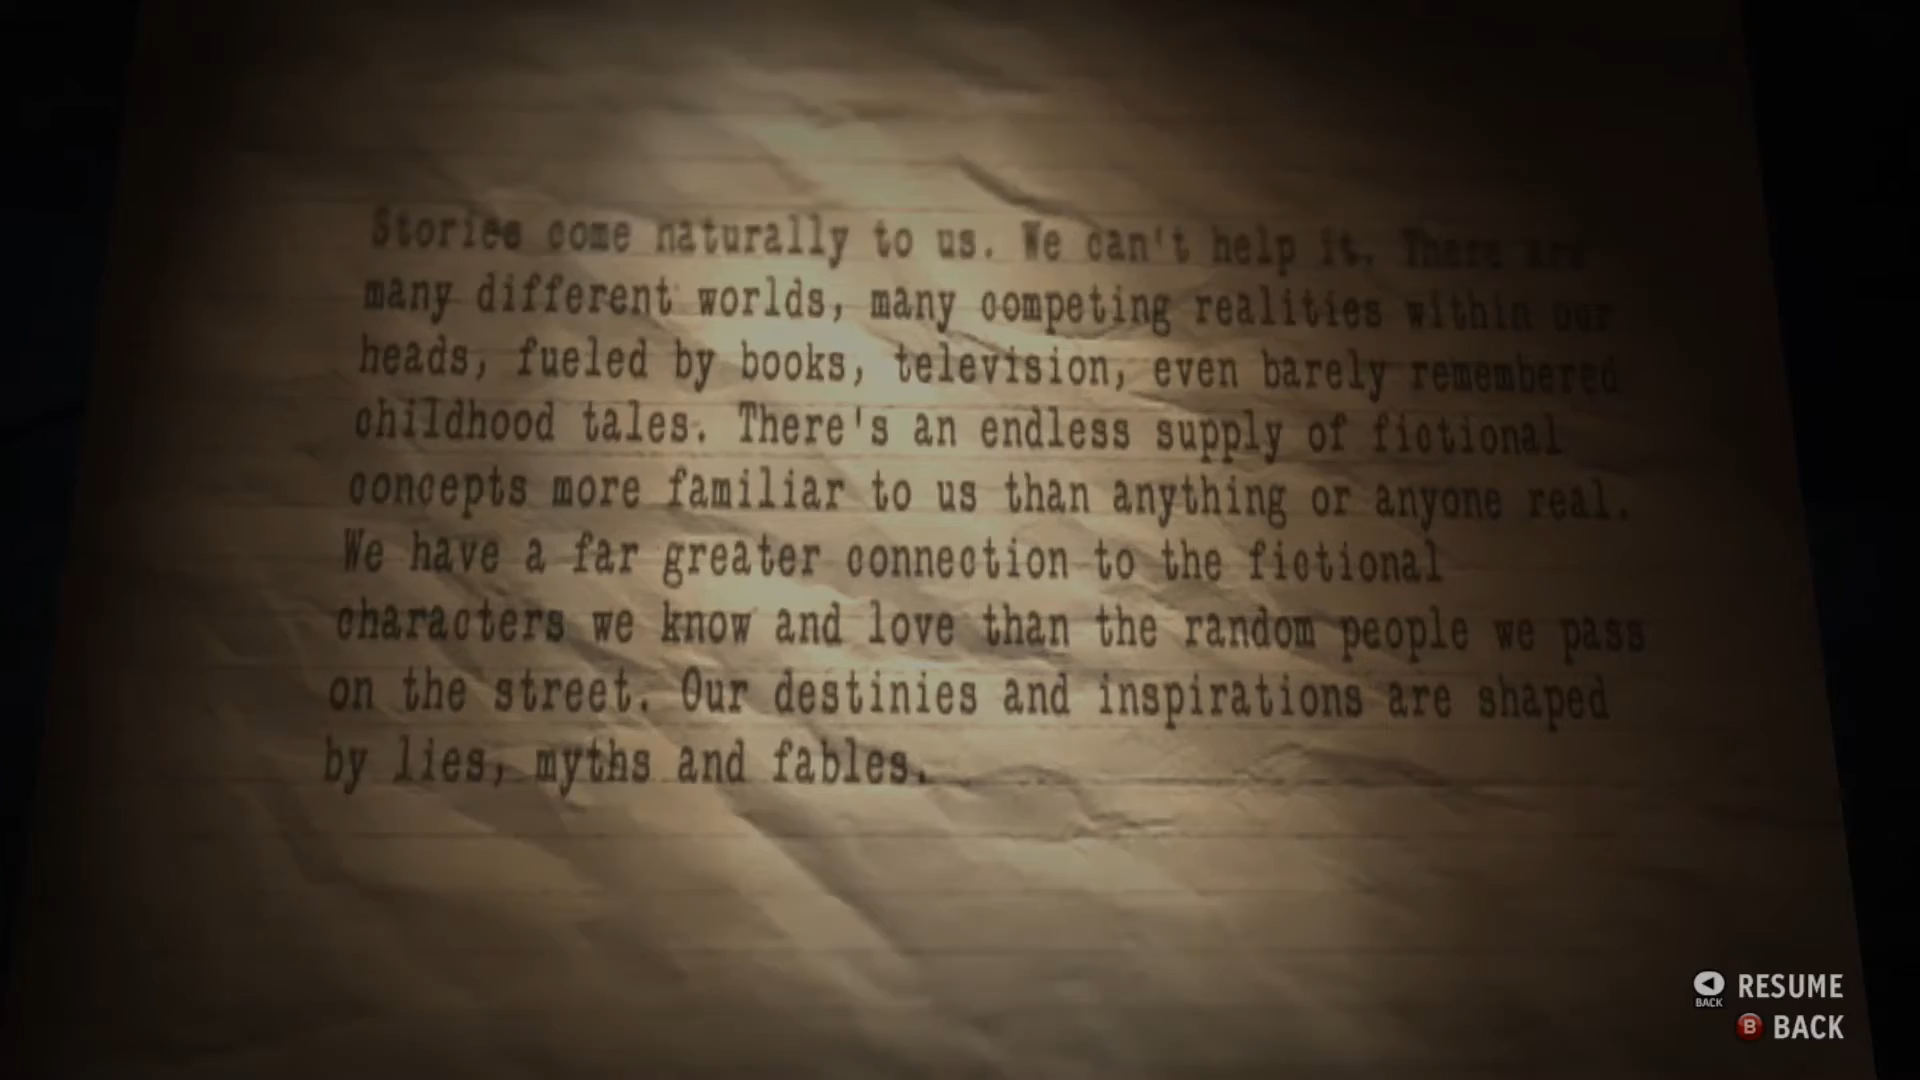 Stories come naturally to us. We can't help it. There are
many different worlds, many competing realities within our
heads, fueled by books, television, even barely remembered
childhood tales. There's an endless supply of fictional
concepts more familiar to us than anything or anyone real.
We have a far greater connection to the fictional
characters we know and love than the random people we pass
on the street. Our destinies and inspirations are shaped
by lies, myths and fables.
BACK RESUME
B BACK